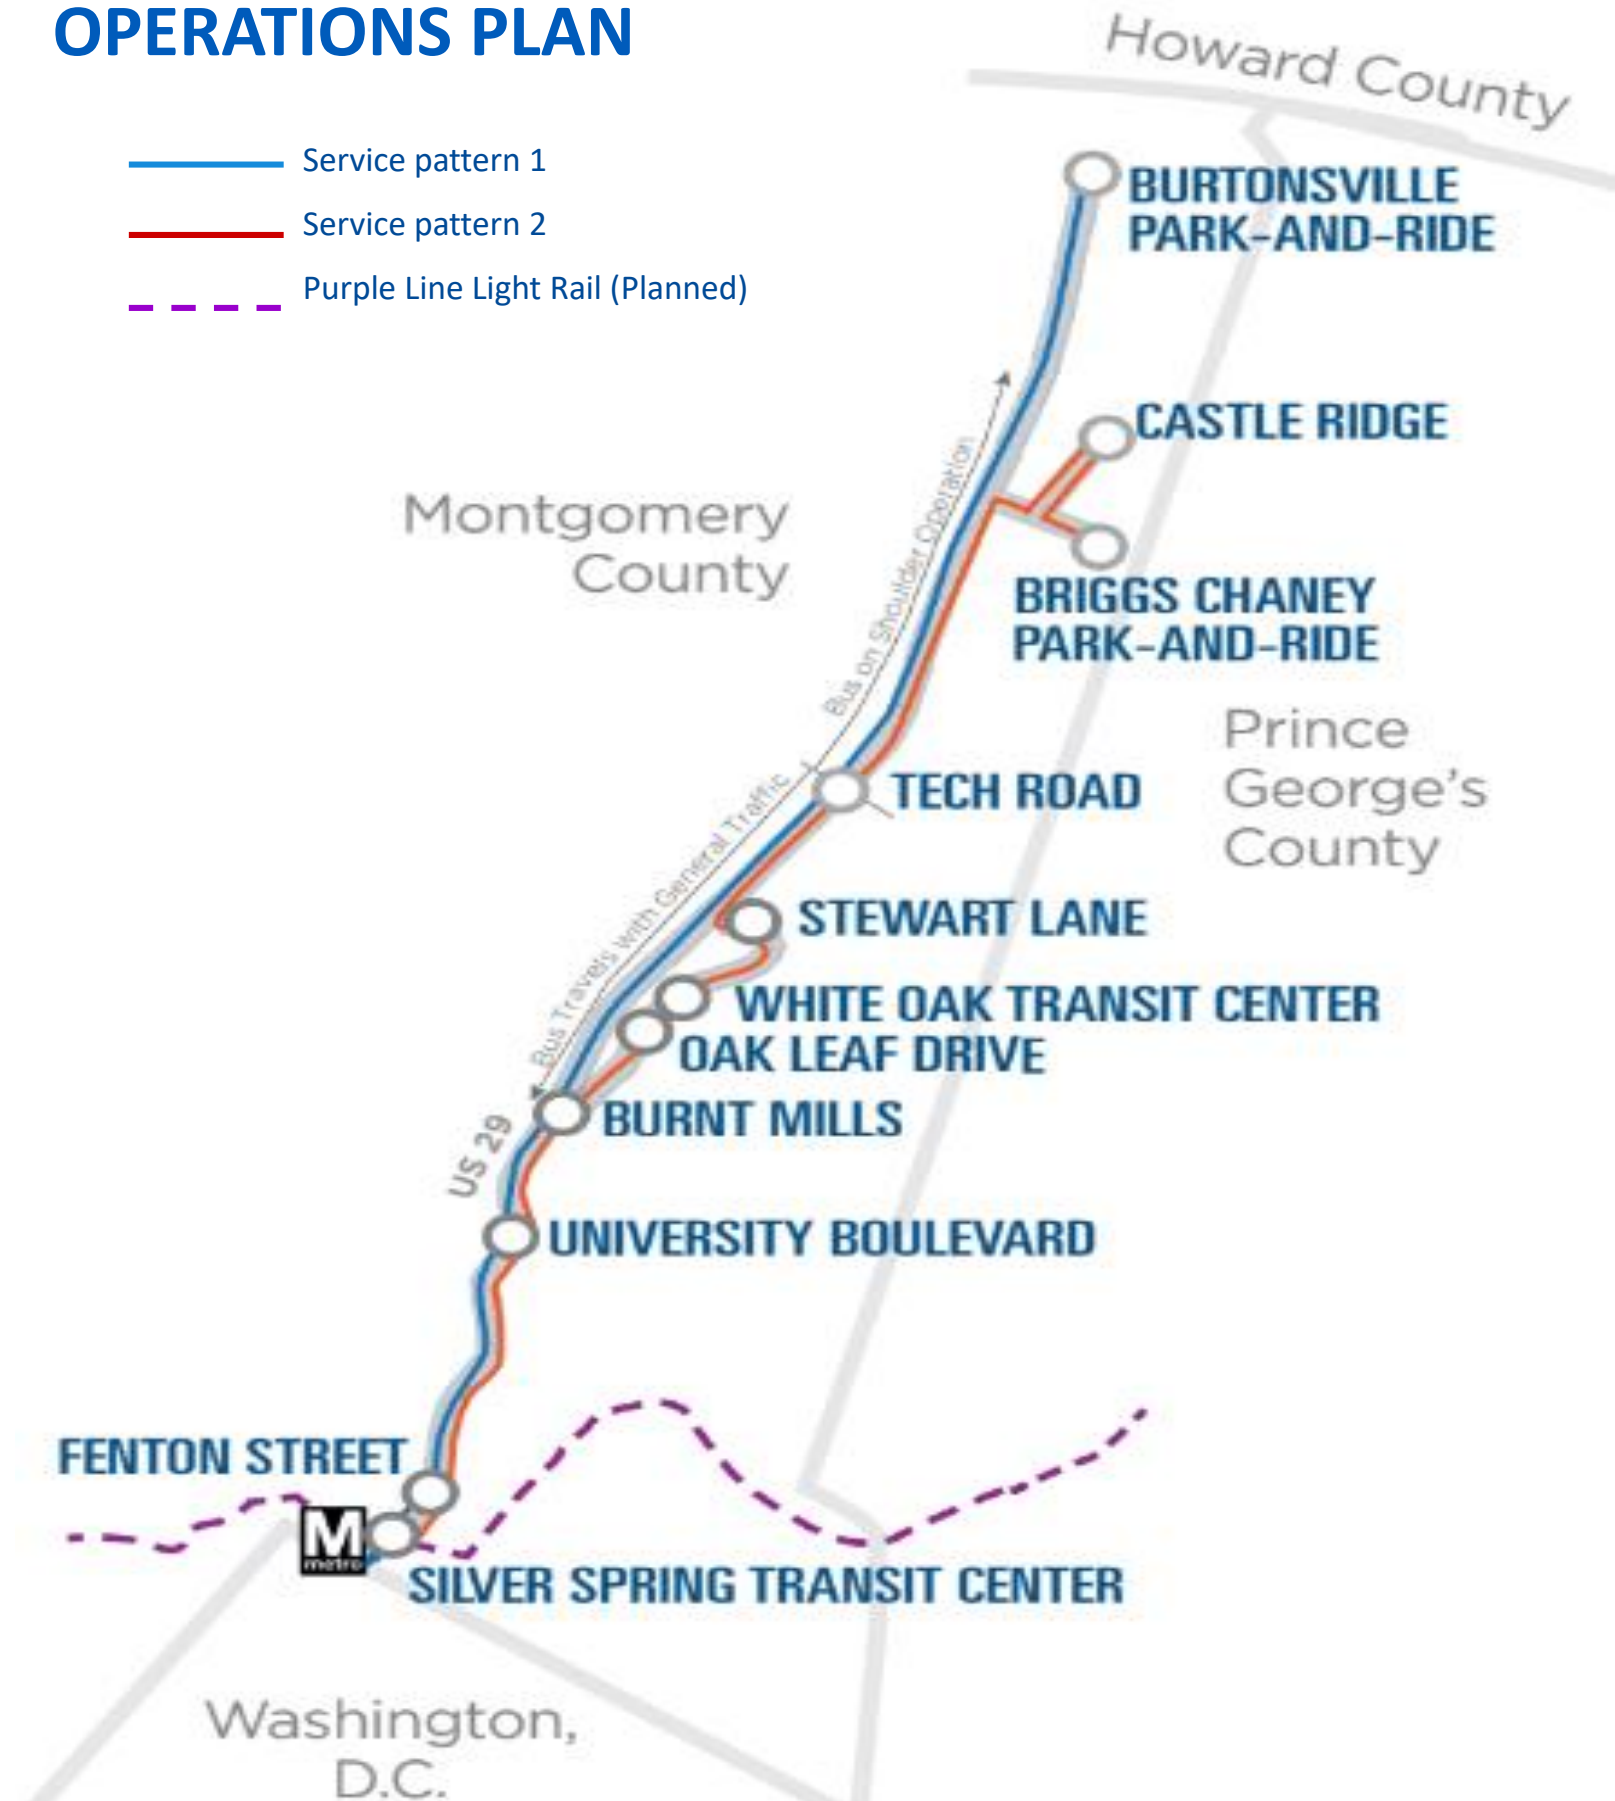 OPERATIONS PLAN
Service pattern 1
Service pattern 2
Purple Line Light Rail (Planned)
Howard County
BURTONSVILLE
PARK-AND-RIDE
CASTLE RIDGE
Montgomery
County
Bus on Shoulder Operation
BRIGGS CHANEY
PARK-AND-RIDE
Prince
George's
County
TECH ROAD
Bus Travels with General Traffic
STEWART LANE
WHITE OAK TRANSIT CENTER
OAK LEAF DRIVE
BURNT MILLS
US 29
UNIVERSITY BOULEVARD
FENTON STREET
M
metro
SILVER SPRING TRANSIT CENTER
Washington,
D.C.